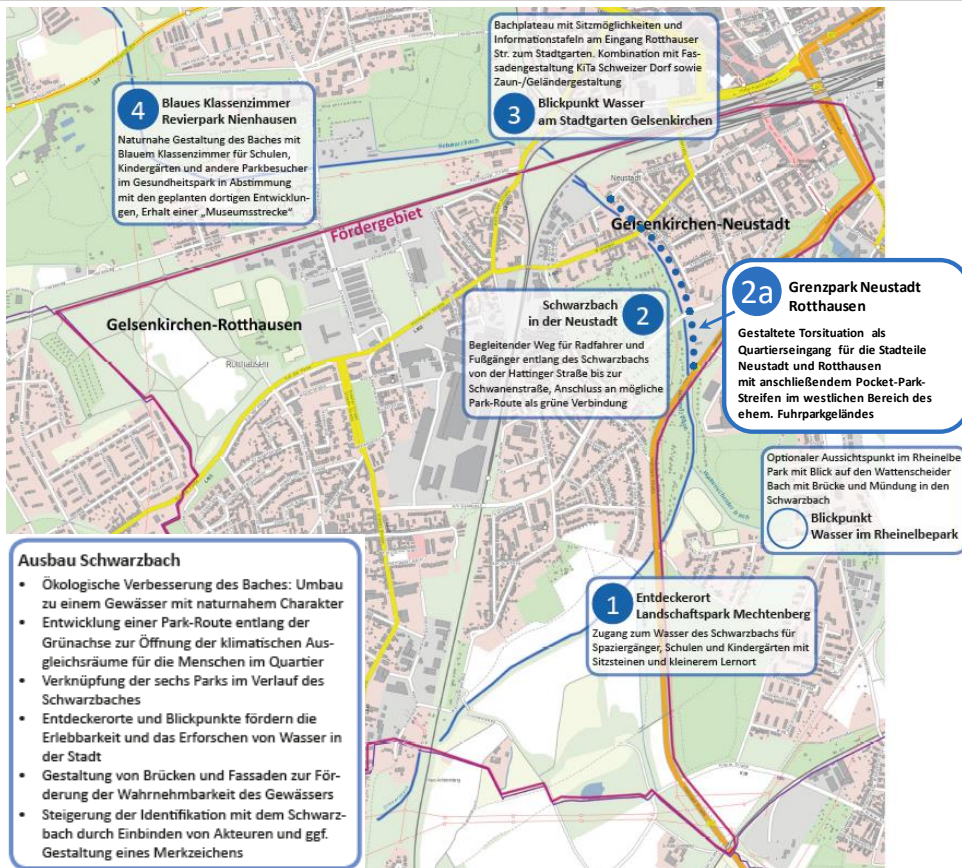 Bachplateau mit Sitzmöglichkeiten und
Informationstafeln am Eingang Rotthauser
Str. zum Stadtgarten. Kombination mit Fas-
sadengestaltung KiTa Schweizer Dorf sowie
Zaun-/Geländergestaltung
3
Blickpunkt Wasser
am Stadtgarten Gelsenkirchen
4
Blaues Klassenzimmer
Revierpark Nienhausen
Naturnahe Gestaltung des Baches mit
Blauem Klassenzimmer für Schulen,
Kindergärten und andere Parkbesucher
im Gesundheitspark in Abstimmung
mit den geplanten dortigen Entwicklun-
gen, Erhalt einer „Museumsstrecke“
Schwarzbach
Neustadt
Fördergebiet
Gelsenkirchen-Neustadt
Gelsenkirchen-Rotthausen
Rotthausen
Schwarzbach
in der Neustadt
2
Begleitender Weg für Radfahrer und
Fußgänger entlang des Schwarzbachs
von der Hattinger Straße bis zur
Schwanenstraße, Anschluss an mögliche
Park-Route als grüne Verbindung
2a
Grenzpark Neustadt
Rotthausen
Gestaltete Torsituation als
Quartierseingang für die Stadteile
Neustadt und Rotthausen
mit anschließendem Pocket-Park-
Streifen im westlichen Bereich des
ehem. Fuhrparkgeländes
Optionaler Aussichtspunkt im Rheinelbe
Park mit Blick auf den Wattenscheider
Bach mit Brücke und Mündung in den
Schwarzbach
Blickpunkt
Wasser im Rheinelbepark
Wattenscheider Bach
1
Entdeckerort
Landschaftspark Mechtenberg
Zugang zum Wasser des Schwarzbachs für
Spaziergänger, Schulen und Kindergärten mit
Sitzsteinen und kleinerem Lernort
Ausbau Schwarzbach
• Ökologische Verbesserung des Baches: Umbau
zu einem Gewässer mit naturnahem Charakter
• Entwicklung einer Park-Route entlang der
Grünachse zur Öffnung der klimatischen Aus-
gleichsräume für die Menschen im Quartier
• Verknüpfung der sechs Parks im Verlauf des
Schwarzbaches
• Entdeckerorte und Blickpunkte fördern die
Erlebbarkeit und das Erforschen von Wasser in
der Stadt
• Gestaltung von Brücken und Fassaden zur För-
derung der Wahrnehmbarkeit des Gewässers
• Steigerung der Identifikation mit dem Schwarz-
bach durch Einbinden von Akteuren und ggf.
Gestaltung eines Merkzeichens